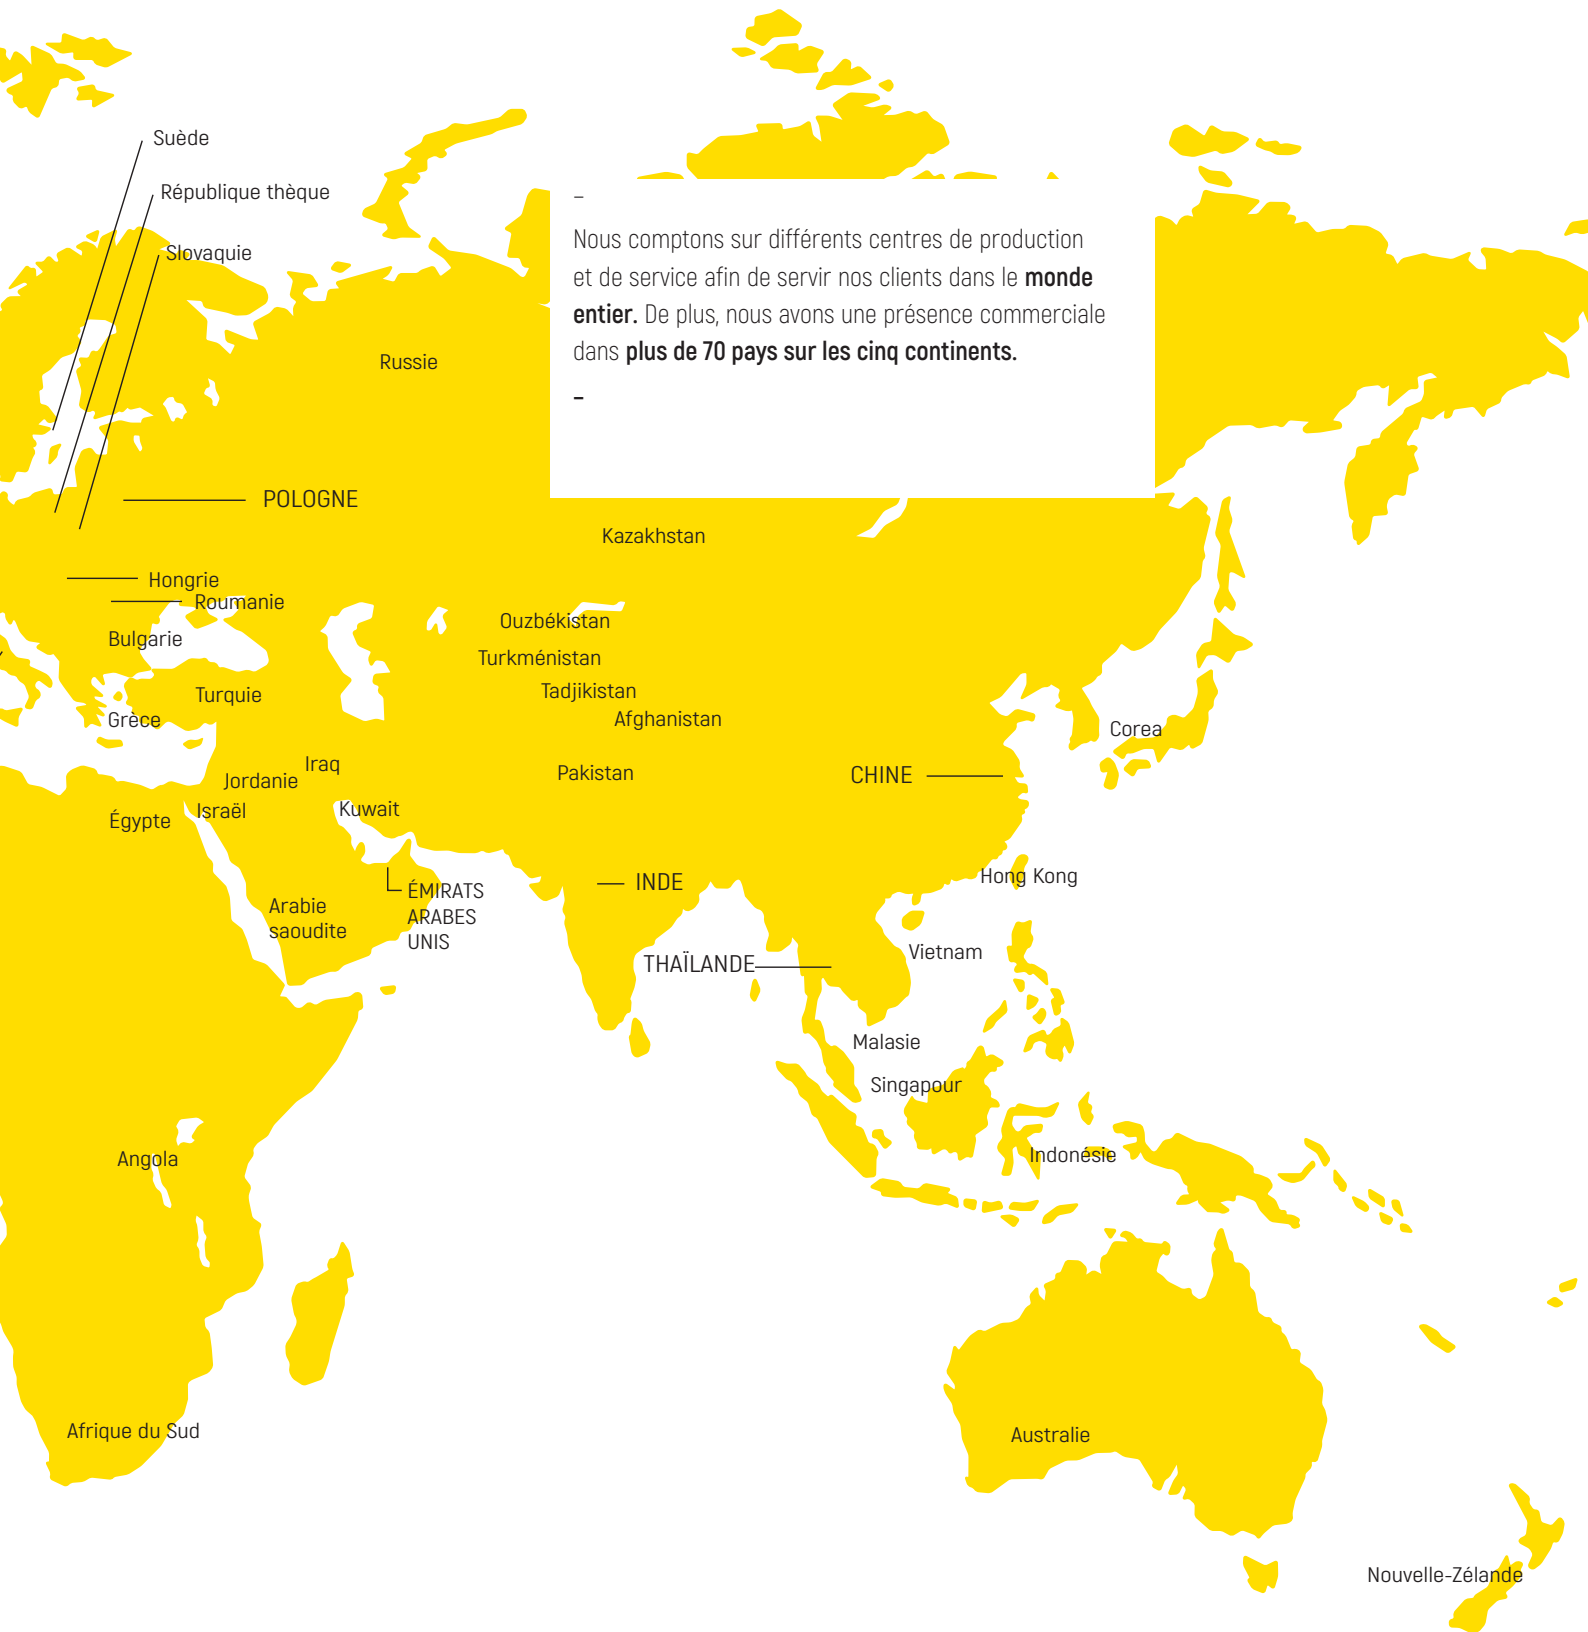 Suède
République thèque
Slovaquie
–
Nous comptons sur différents centres de production
et de service afin de servir nos clients dans le monde
entier. De plus, nous avons une présence commerciale
dans plus de 70 pays sur les cinq continents.
–
Russie
POLOGNE
Kazakhstan
Hongrie
Roumanie
Ouzbékistan
Bulgarie
Turkménistan
Tadjikistan
Turquie
Afghanistan
Grèce
Corea
Iraq
Pakistan
CHINE
Jordanie
Israël
Kuwait
Égypte
Hong Kong
INDE
ÉMIRATS
ARABES
UNIS
Arabie
saoudite
Vietnam
THAÏLANDE
Malasie
Singapour
Indonésie
Angola
Afrique du Sud
Australie
Nouvelle-Zélande